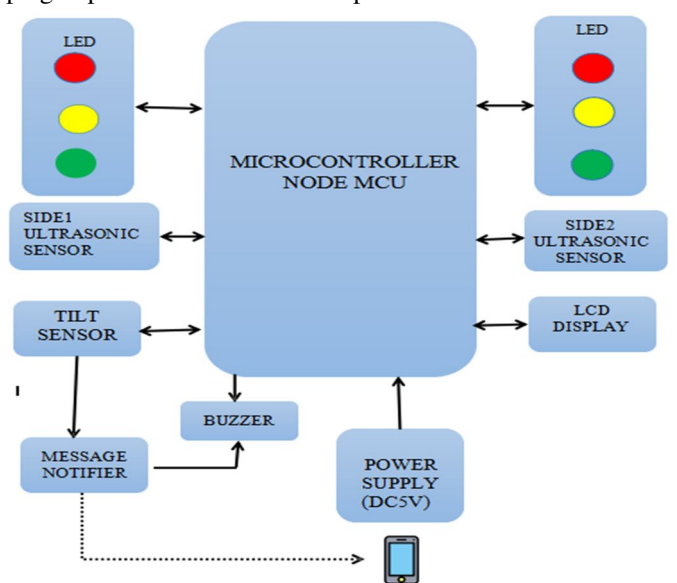 LED
LED
MICROCONTROLLER
NODE MCU
SIDE1
ULTRASONIC
SENSOR
SIDE2
ULTRASONIC
SENSOR
TILT
SENSOR
LCD
DISPLAY
BUZZER
MESSAGE
NOTIFIER
POWER
SUPPLY
(DC5V)